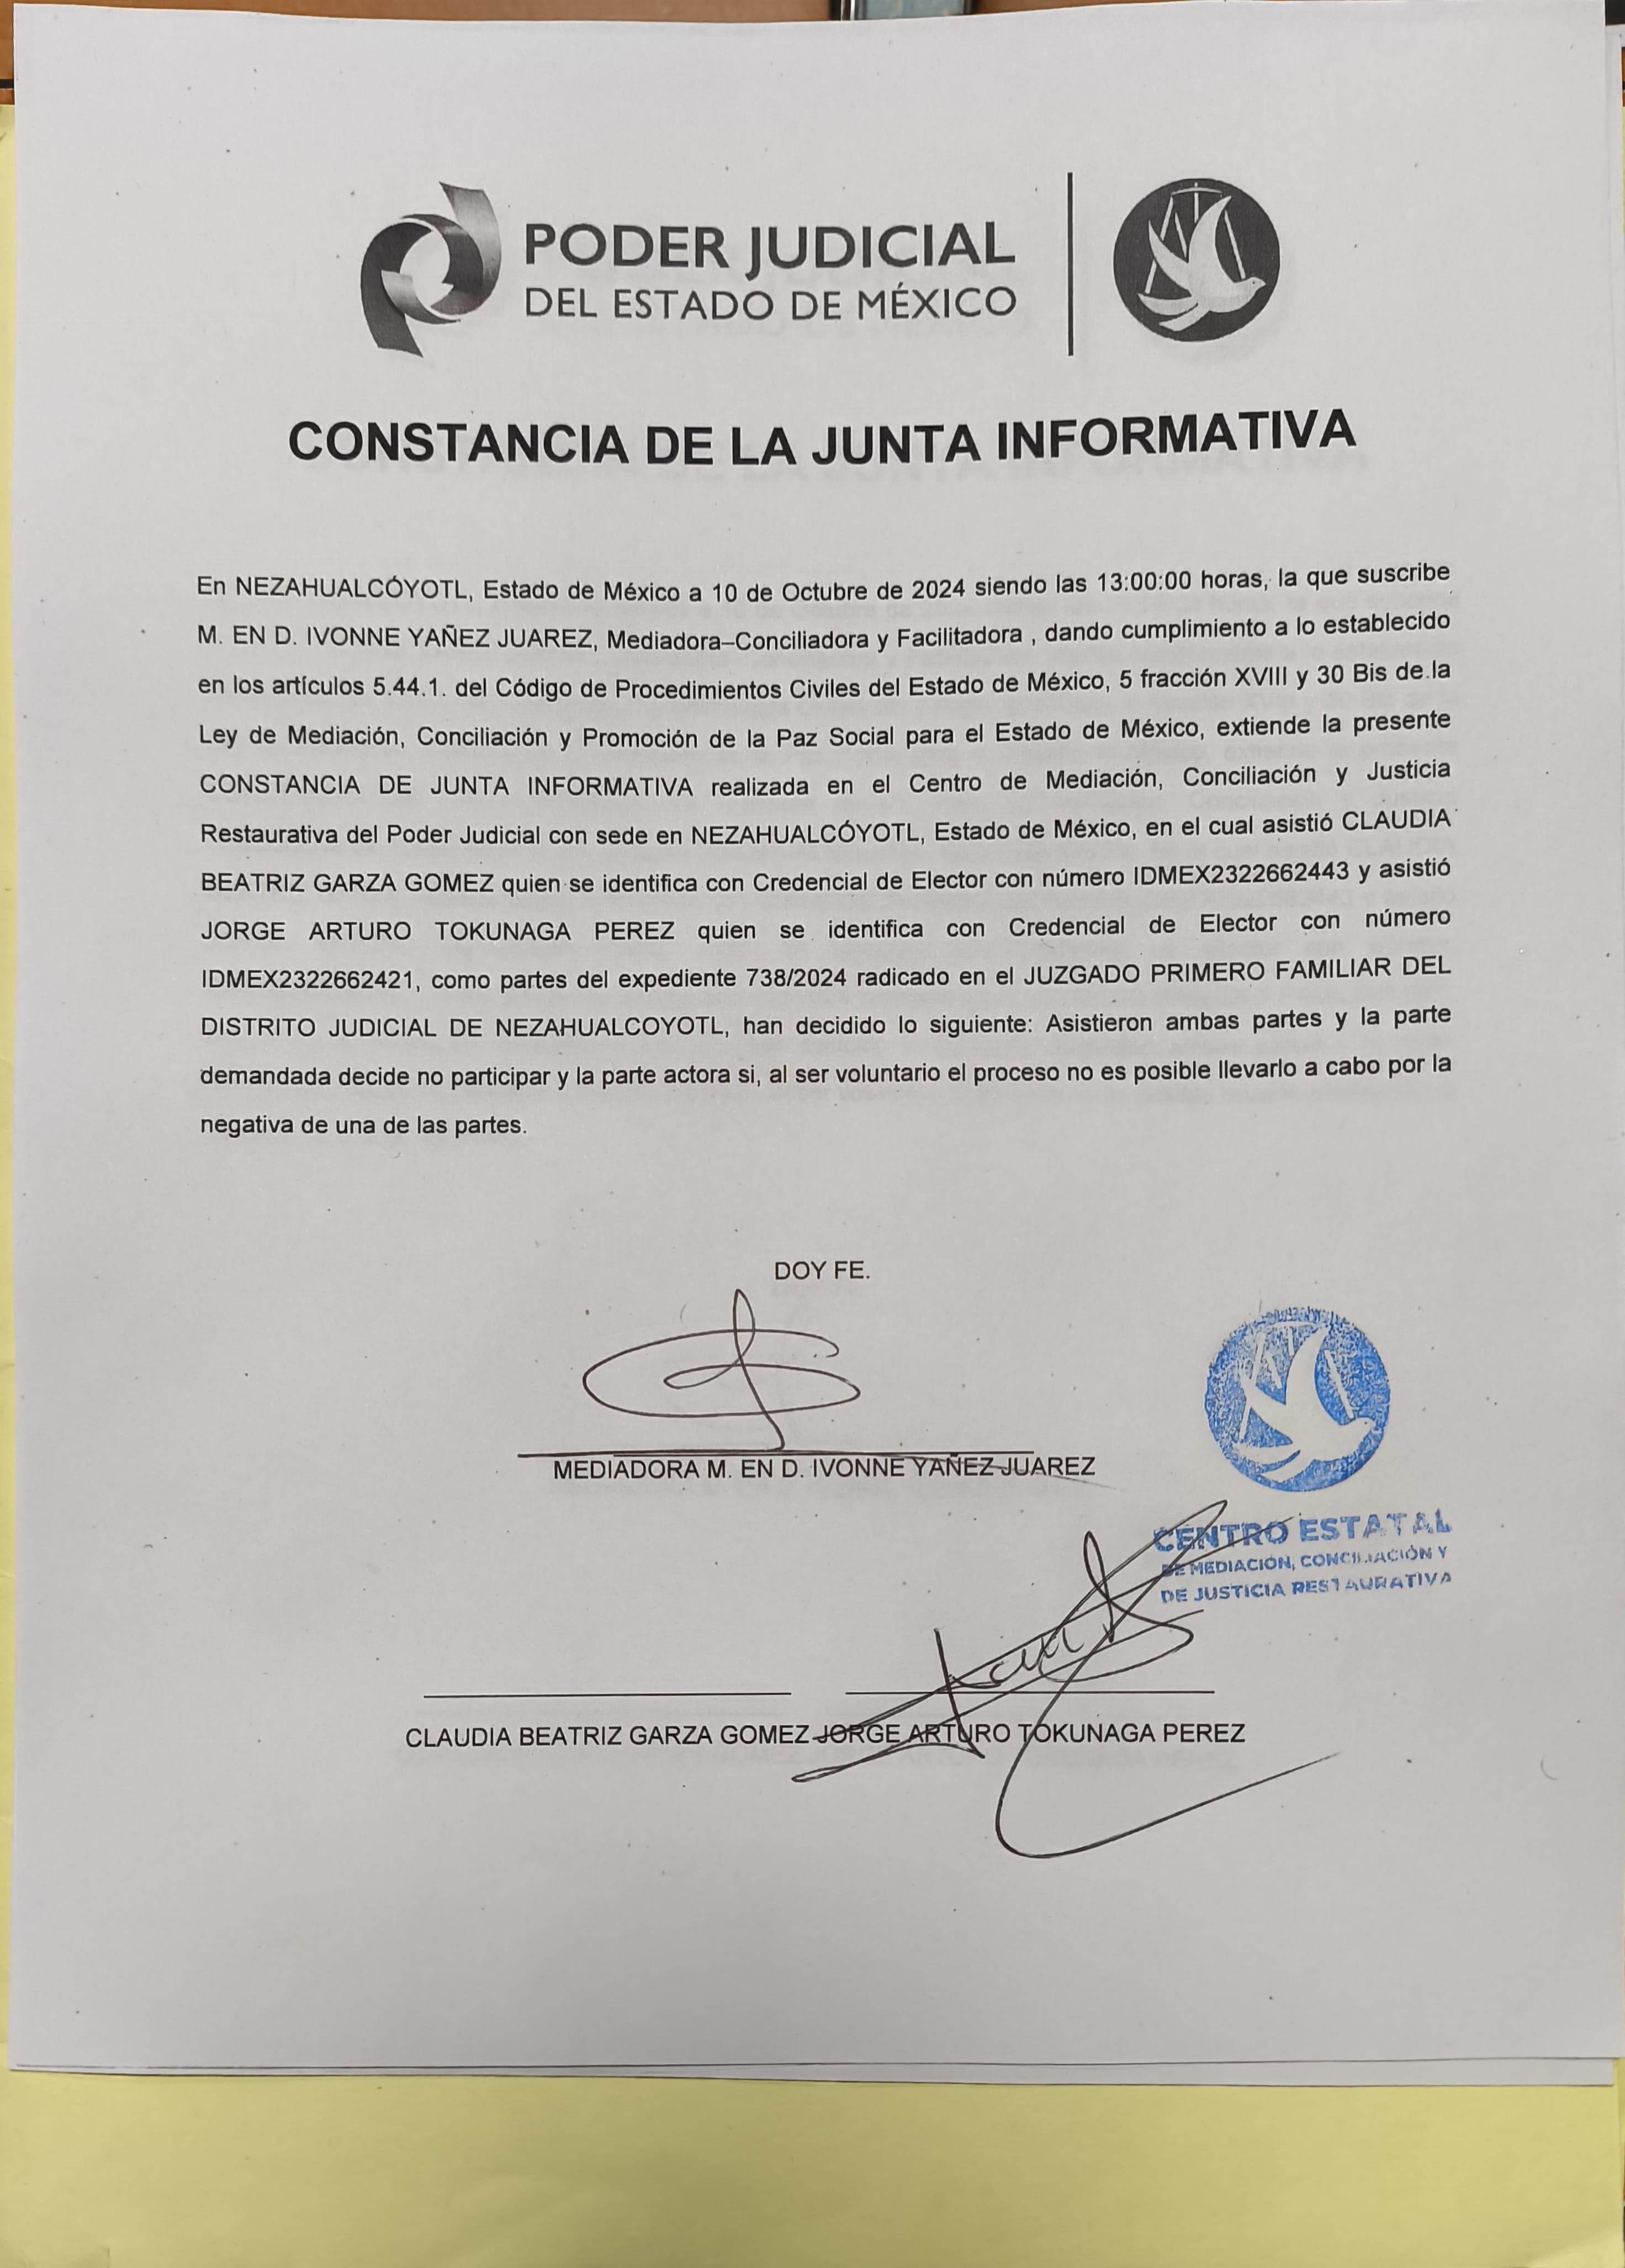 PODER JUDICIAL
DEL ESTADO DE MÉXICO
CONSTANCIA DE LA JUNTA INFORMATIVA
En NEZAHUALCÓYOTL, Estado de México a 10 de Octubre de 2024 siendo las 13:00:00 horas, la que suscribe
M. EN D. IVONNE YAÑEZ JUAREZ, Mediadora–Conciliadora y Facilitadora , dando cumplimiento a lo establecido
en los artículos 5.44.1. del Código de Procedimientos Civiles del Estado de México, 5 fracción XVIII y 30 Bis de la
Ley de Mediación, Conciliación y Promoción de la Paz Social para el Estado de México, extiende la presente
CONSTANCIA DE JUNTA INFORMATIVA realizada en el Centro de Mediación, Conciliación y Justicia
Restaurativa del Poder Judicial con sede en NEZAHUALCÓYOTL, Estado de México, en el cual asistió CLAUDIA
BEATRIZ GARZA GOMEZ quien se identifica con Credencial de Elector con número IDMEX2322662443 y asistió
JORGE ARTURO TOKUNAGA PEREZ quien se identifica con Credencial de Elector con número
IDMEX2322662421, como partes del expediente 738/2024 radicado en el JUZGADO PRIMERO FAMILIAR DEL
DISTRITO JUDICIAL DE NEZAHUALCOYOTL, han decidido lo siguiente: Asistieron ambas partes y la parte
demandada decide no participar y la parte actora si, al ser voluntario el proceso no es posible llevarlo a cabo por la
negativa de una de las partes.
DOY FE.
MEDIADORA M. EN D. IVONNE YAÑEZ JUAREZ
CENTRO ESTATAL
DE MEDIACIÓN, CONCILIACIÓN Y
DE JUSTICIA RESTAURATIVA
CLAUDIA BEATRIZ GARZA GOMEZ JORGE ARTURO TOKUNAGA PEREZ